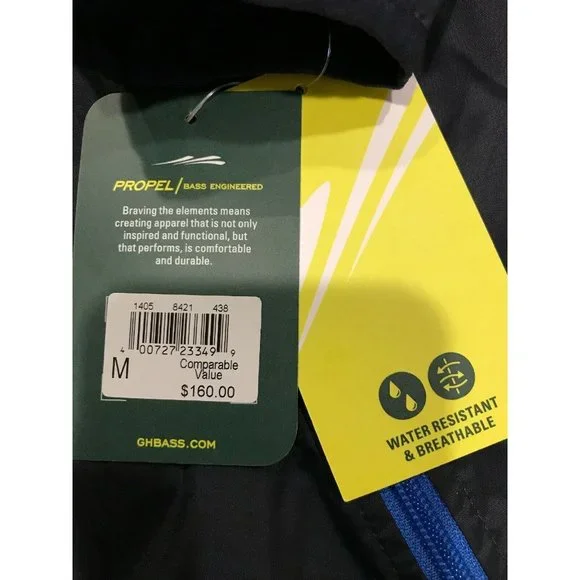 PROPEL/ BASS ENGINEERED
Braving the elements means
creating apparel that is not only
inspired and functional, but
that performs, is comfortable
and durable.
1405 8421 438
4 00727 23349 9
M
Comparable
Value
$160.00
GHBASS.COM
WATER RESISTANT
& BREATHABLE